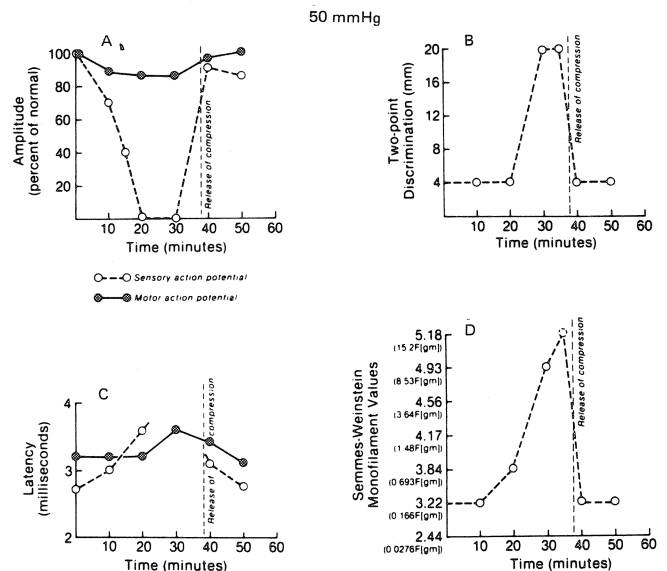 50 mmHg
A
100
80
60
40
20
Amplitude
(percent of normal)
Release of compression
10 20 30 40 50 60
Time (minutes)
Sensory action potential
Motor action potential
B
20
16
12
8
4
Two-point
Discrimination (mm)
Release of compression
10 20 30 40 50 60
Time (minutes)
C
4
3
2
Latency
(milliseconds)
Release of compression
0 10 20 30 40 50 60
Time (minutes)
D
5.18
(15 2F[gm])
4.93
(8 53F[gm])
4.56
(3 64F[gm])
4.17
(1 48F[gm])
3.84
(0 693F[gm])
3.22
(0 166F[gm])
2.44
(0 0276F[gm])
Semmes-Weinstein
Monofilament Values
Release of compression
10 20 30 40 50 60
Time (minutes)